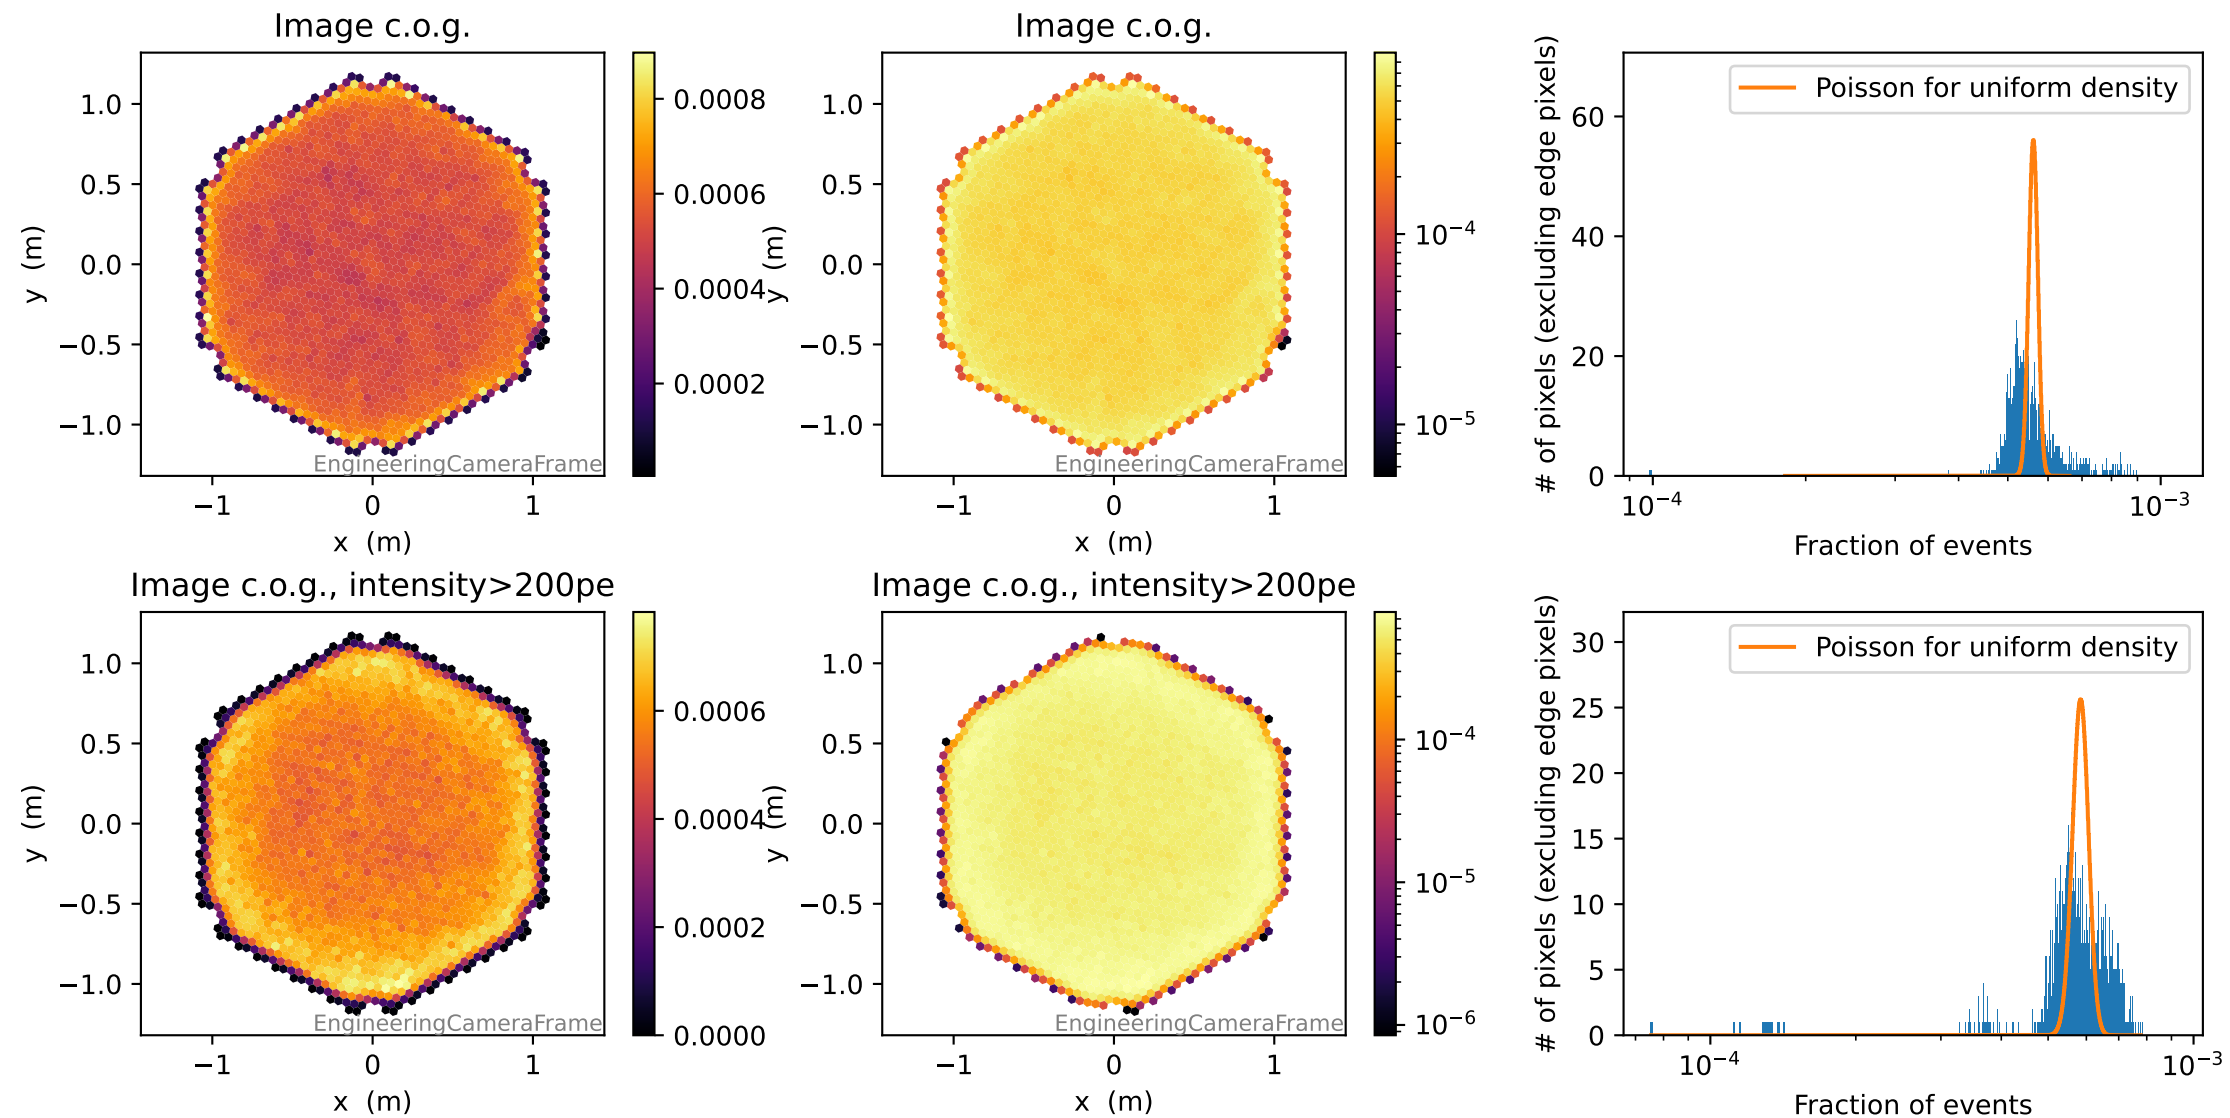 Image c.o.g.
1.0
0.5
0.0
−0.5
−1.0
y (m)
−1 0 1
x (m)
EngineeringCameraFrame
0.0008
0.0006
0.0004
0.0002
Image c.o.g.
1.0
0.5
0.0
−0.5
−1.0
y (m)
−1 0 1
x (m)
EngineeringCameraFrame
10⁻⁴
10⁻⁵
# of pixels (excluding edge pixels)
60
40
20
0
Poisson for uniform density
10⁻⁴ 10⁻³
Fraction of events
Image c.o.g., intensity>200pe
1.0
0.5
0.0
−0.5
−1.0
y (m)
−1 0 1
x (m)
EngineeringCameraFrame
0.0006
0.0004
0.0002
0.0000
Image c.o.g., intensity>200pe
1.0
0.5
0.0
−0.5
−1.0
y (m)
−1 0 1
x (m)
EngineeringCameraFrame
10⁻⁴
10⁻⁵
10⁻⁶
# of pixels (excluding edge pixels)
30
25
20
15
10
5
0
Poisson for uniform density
10⁻⁴ 10⁻³
Fraction of events